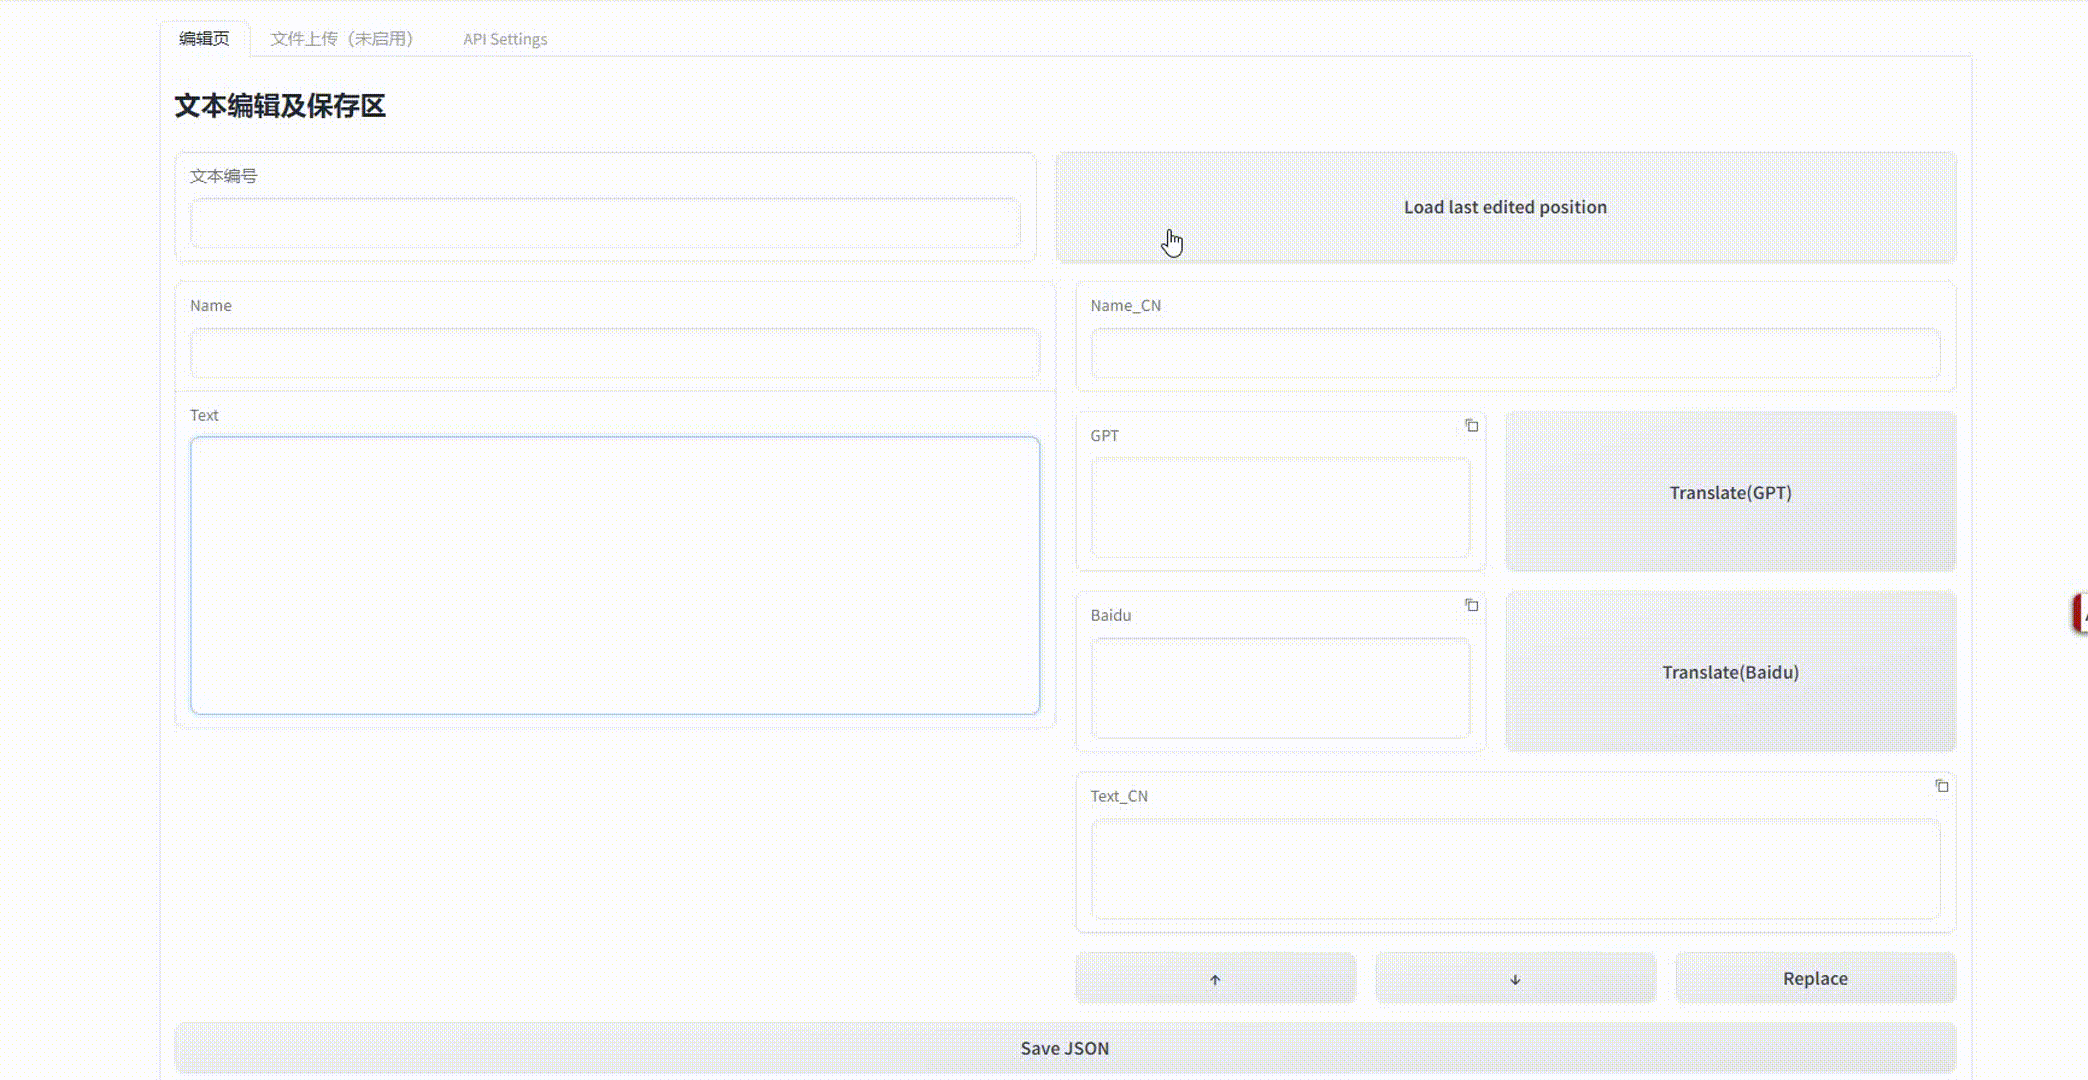 编辑页
文件上传（未启用）
API Settings
文本编辑及保存区
文本编号
Load last edited position
Name
Name_CN
Text
GPT
Translate(GPT)
Baidu
Translate(Baidu)
Text_CN
↑
↓
Replace
Save JSON